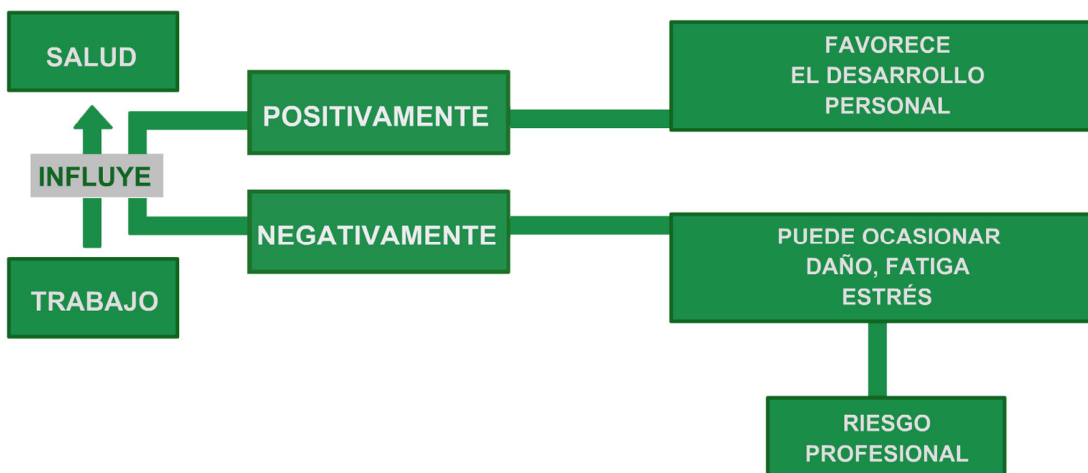 SALUD
INFLUYE
TRABAJO
POSITIVAMENTE
NEGATIVAMENTE
FAVORECE
EL DESARROLLO
PERSONAL
PUEDE OCASIONAR
DAÑO, FATIGA
ESTRÉS
RIESGO
PROFESIONAL